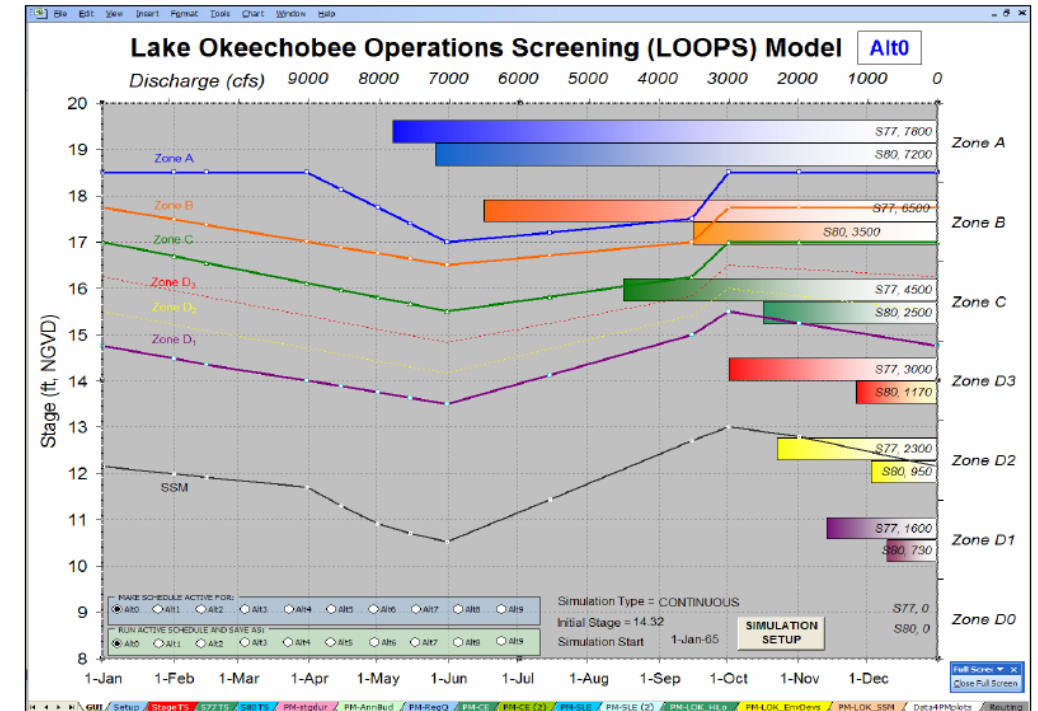 File Edit View Insert Format Tools Chart Window Help
Lake Okeechobee Operations Screening (LOOPS) Model Alt0
Discharge (cfs) 9000 8000 7000 6000 5000 4000 3000 2000 1000 0
20
S77, 7800
Zone A
19
S80, 7200
Zone A
18
Zone B
S77, 6500
Zone B
S80, 3500
17
Zone C
16
Zone D3
S77, 4500
Zone C
Zone D2
S80, 2500
15
Zone D1
Stage (ft, NGVD)
14
S77, 3000
Zone D3
S80, 1170
13
S77, 2300
Zone D2
12
S80, 950
SSM
11
S77, 1600
Zone D1
S80, 730
10
MAKE SCHEDULE ACTIVE FOR:
Alt0 Alt1 Alt2 Alt3 Alt4 Alt5 Alt6 Alt7 Alt8 Alt9
Simulation Type = CONTINUOUS
9
S77, 0
Zone D0
Initial Stage = 14.32
SIMULATION SETUP
S80, 0
RUN ACTIVE SCHEDULE AND SAVE AS:
Alt0 Alt1 Alt2 Alt3 Alt4 Alt5 Alt6 Alt7 Alt8 Alt9
Simulation Start 1-Jan-65
8
1-Jan 1-Feb 1-Mar 1-Apr 1-May 1-Jun 1-Jul 1-Aug 1-Sep 1-Oct 1-Nov 1-Dec
Full Scree
Close Full Screen
GUI Setup StageTS S77TS S80TS PM-stgdur PM-AnnBud PM-RegQ PM-CE PM-CE (2) PM-SLE PM-SLE (2) PM-LOK_HiLo PM-LOK_EnvDevs PM-LOK_SSM Data4PMplots Routing